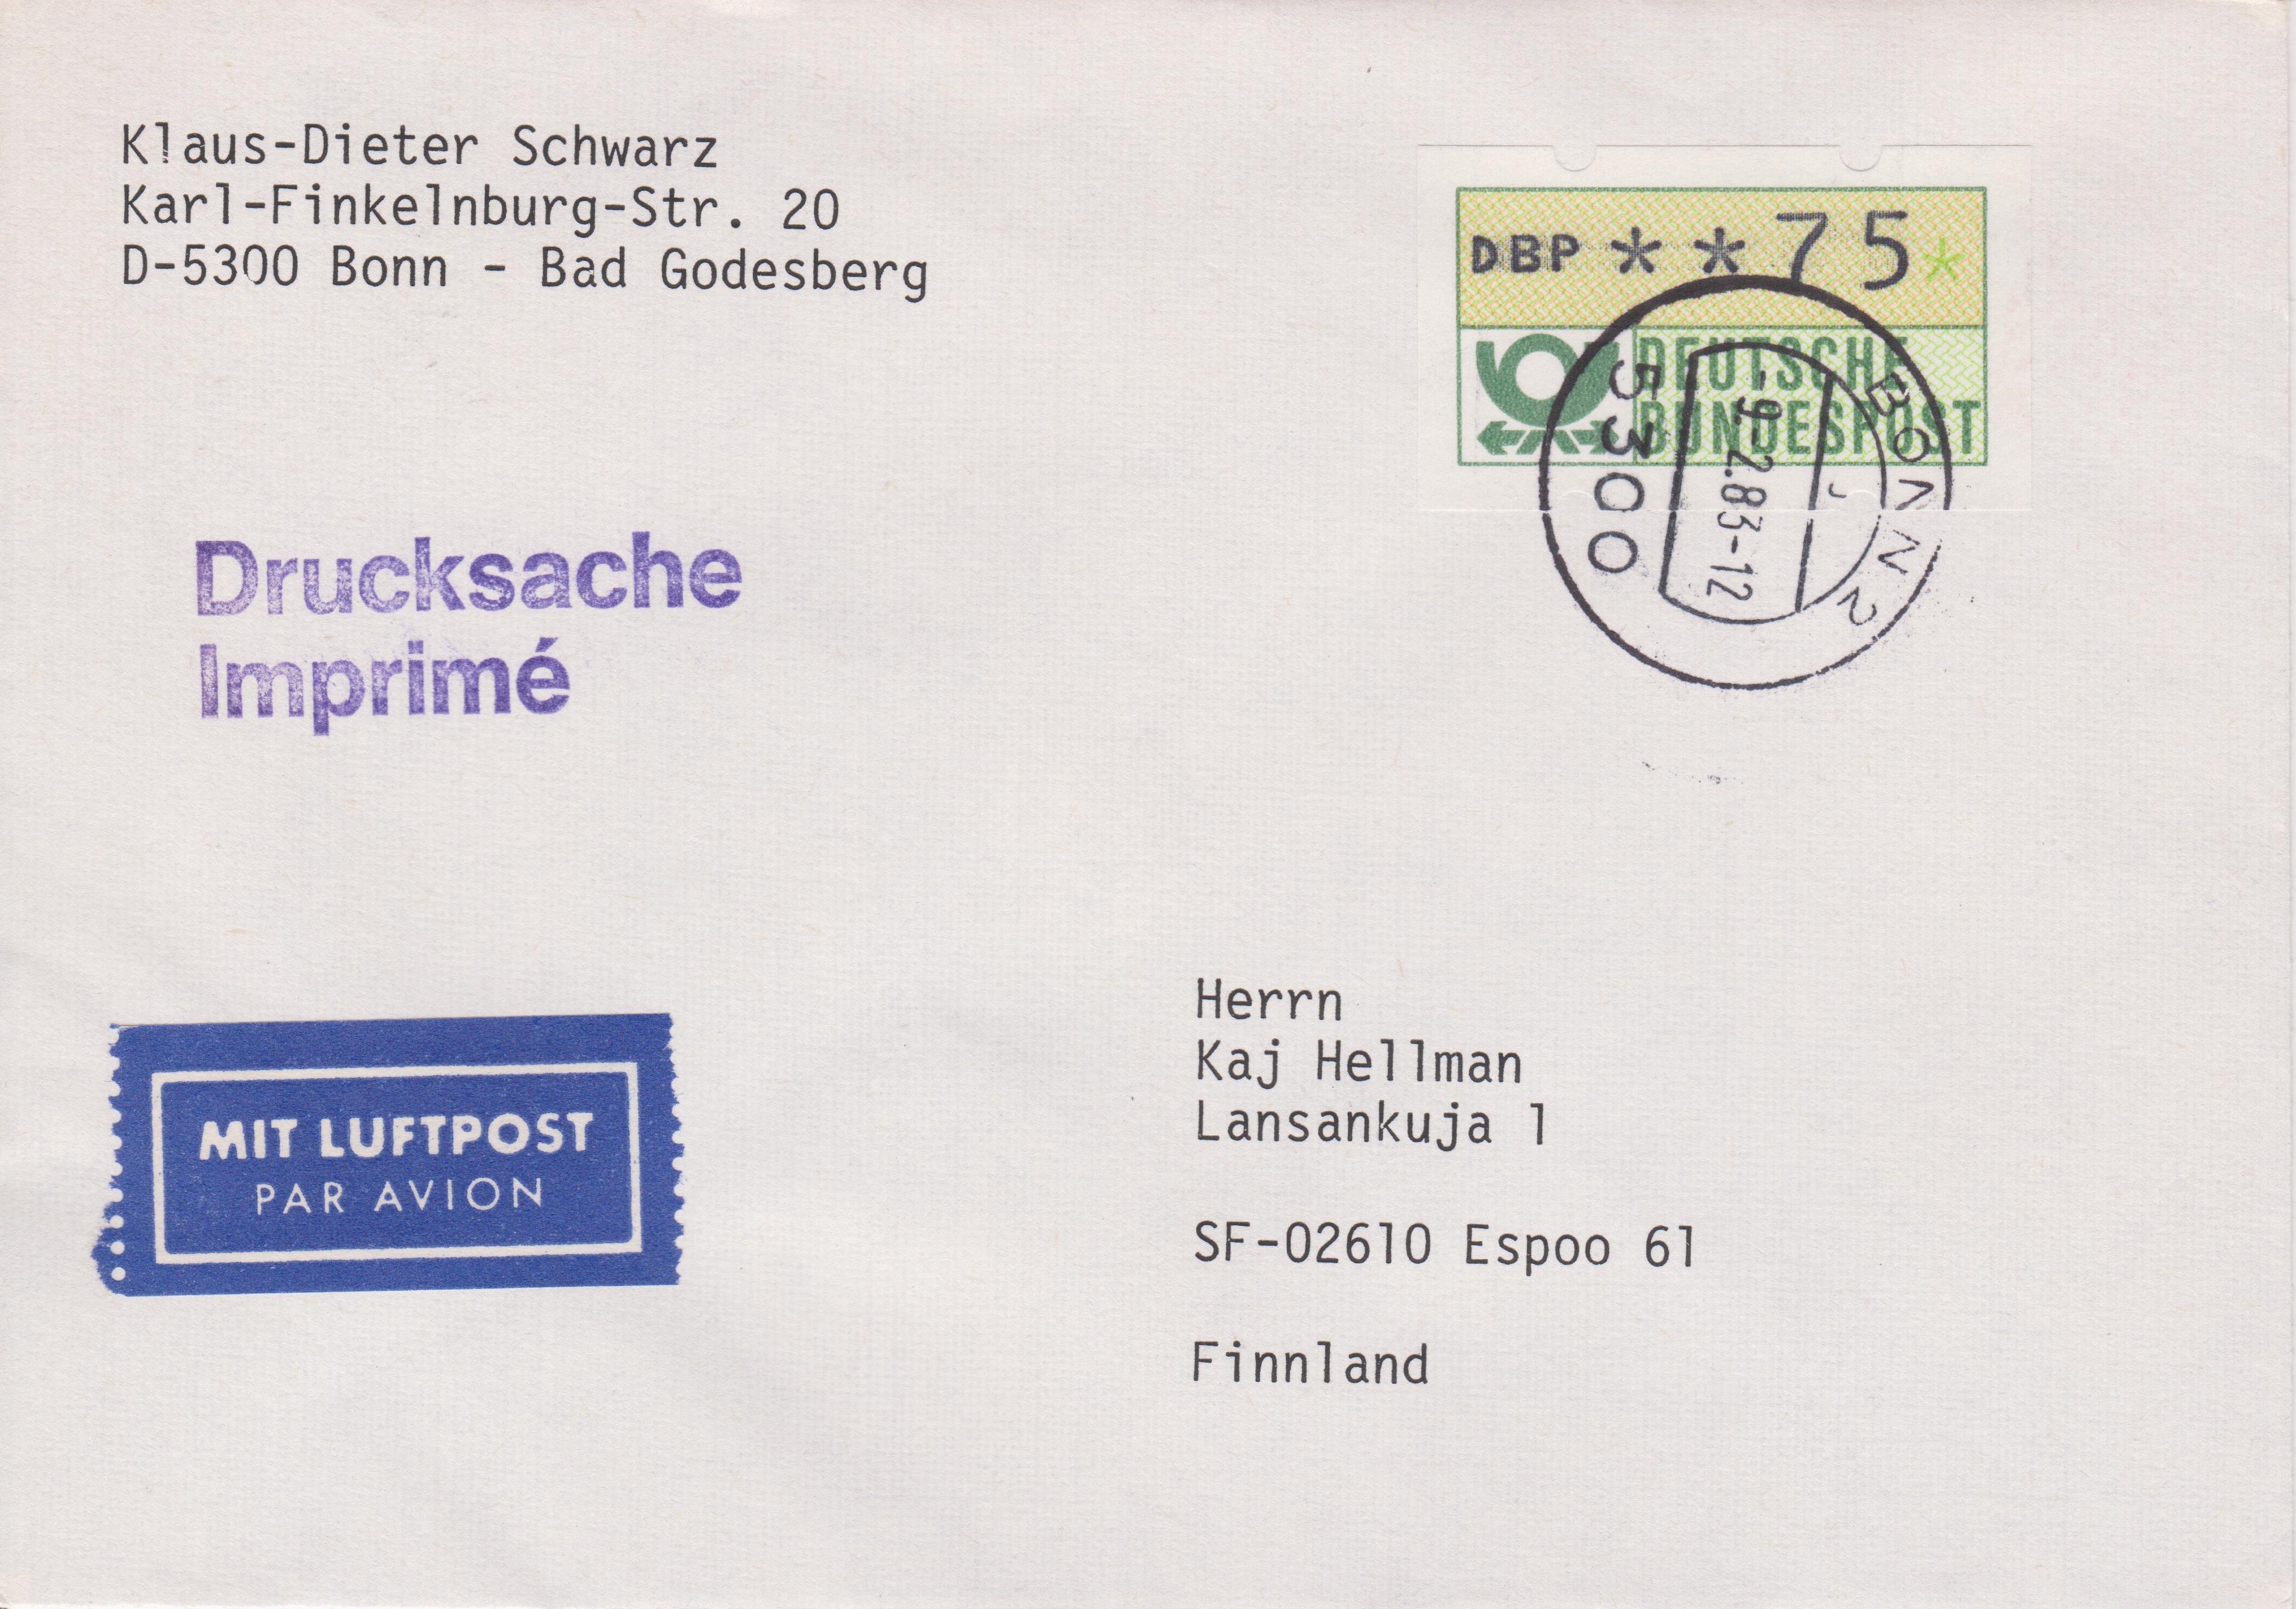 Klaus-Dieter Schwarz
Karl-Finkelnburg-Str. 20
D-5300 Bonn - Bad Godesberg
DBP **75*
DEUTSCHE
BUNDESPOST
5300
-9.-2.83-12
BONN 2
j
Drucksache
Imprimé
MIT LUFTPOST
PAR AVION
Herrn
Kaj Hellman
Lansankuja 1
SF-02610 Espoo 61
Finnland